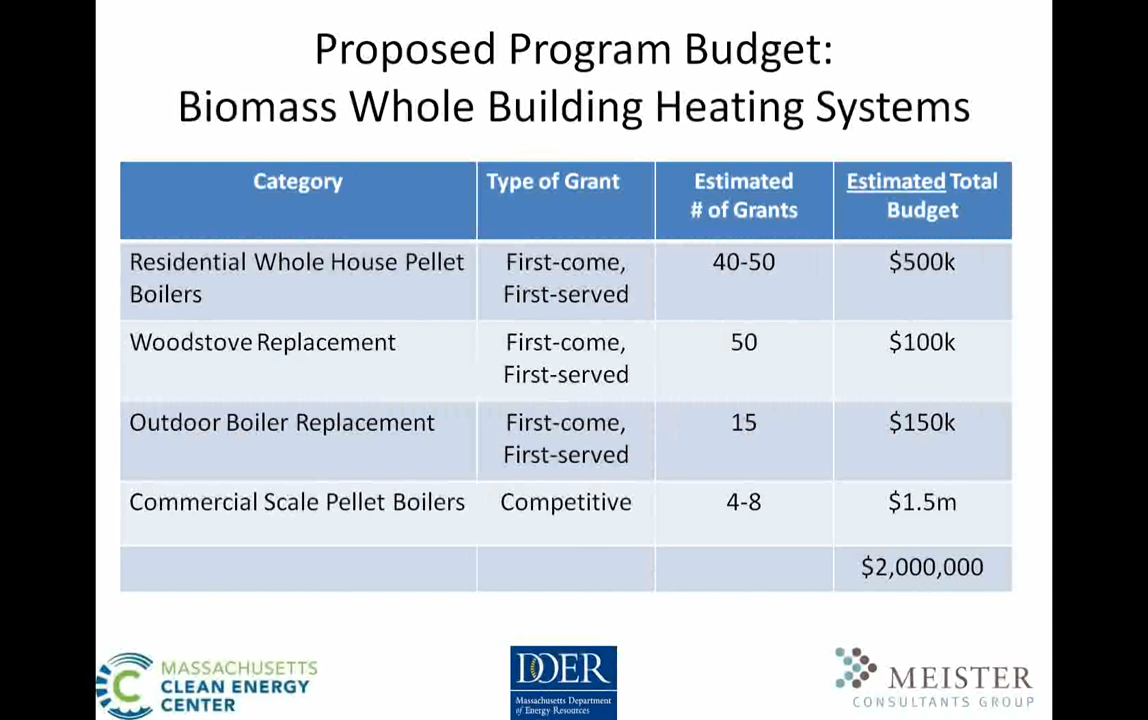 Proposed Program Budget:
Biomass Whole Building Heating Systems
Category
Type of Grant
Estimated
# of Grants
Estimated Total
Budget
Residential Whole House Pellet
Boilers
First-come,
First-served
40-50
$500k
Woodstove Replacement
First-come,
First-served
50
$100k
Outdoor Boiler Replacement
First-come,
First-served
15
$150k
Commercial Scale Pellet Boilers
Competitive
4-8
$1.5m
$2,000,000
MASSACHUSETTS
CLEAN ENERGY
CENTER
DOER
Massachusetts Department
of Energy Resources
MEISTER
CONSULTANTS GROUP